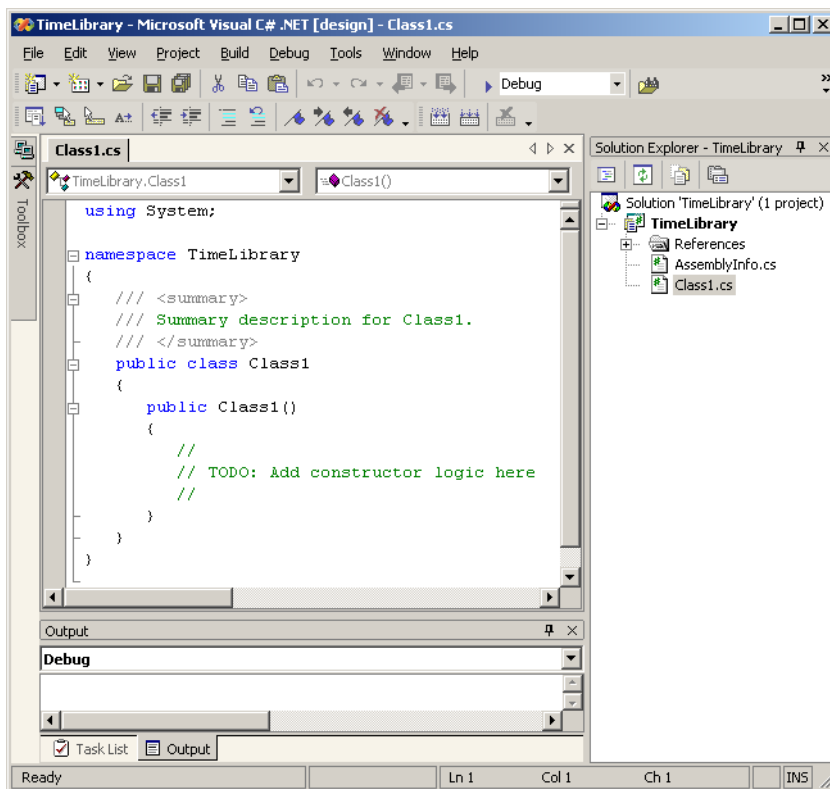 TimeLibrary - Microsoft Visual C# .NET [design] - Class1.cs
File Edit View Project Build Debug Tools Window Help
Debug
Toolbox
Class1.cs
TimeLibrary.Class1 Class1()
using System;
namespace TimeLibrary
{
/// <summary>
/// Summary description for Class1.
/// </summary>
public class Class1
{
public Class1()
{
//
// TODO: Add constructor logic here
//
}
}
}
Solution Explorer - TimeLibrary
Solution 'TimeLibrary' (1 project)
TimeLibrary
References
AssemblyInfo.cs
Class1.cs
Output
Debug
Task List Output
Ready Ln 1 Col 1 Ch 1 INS